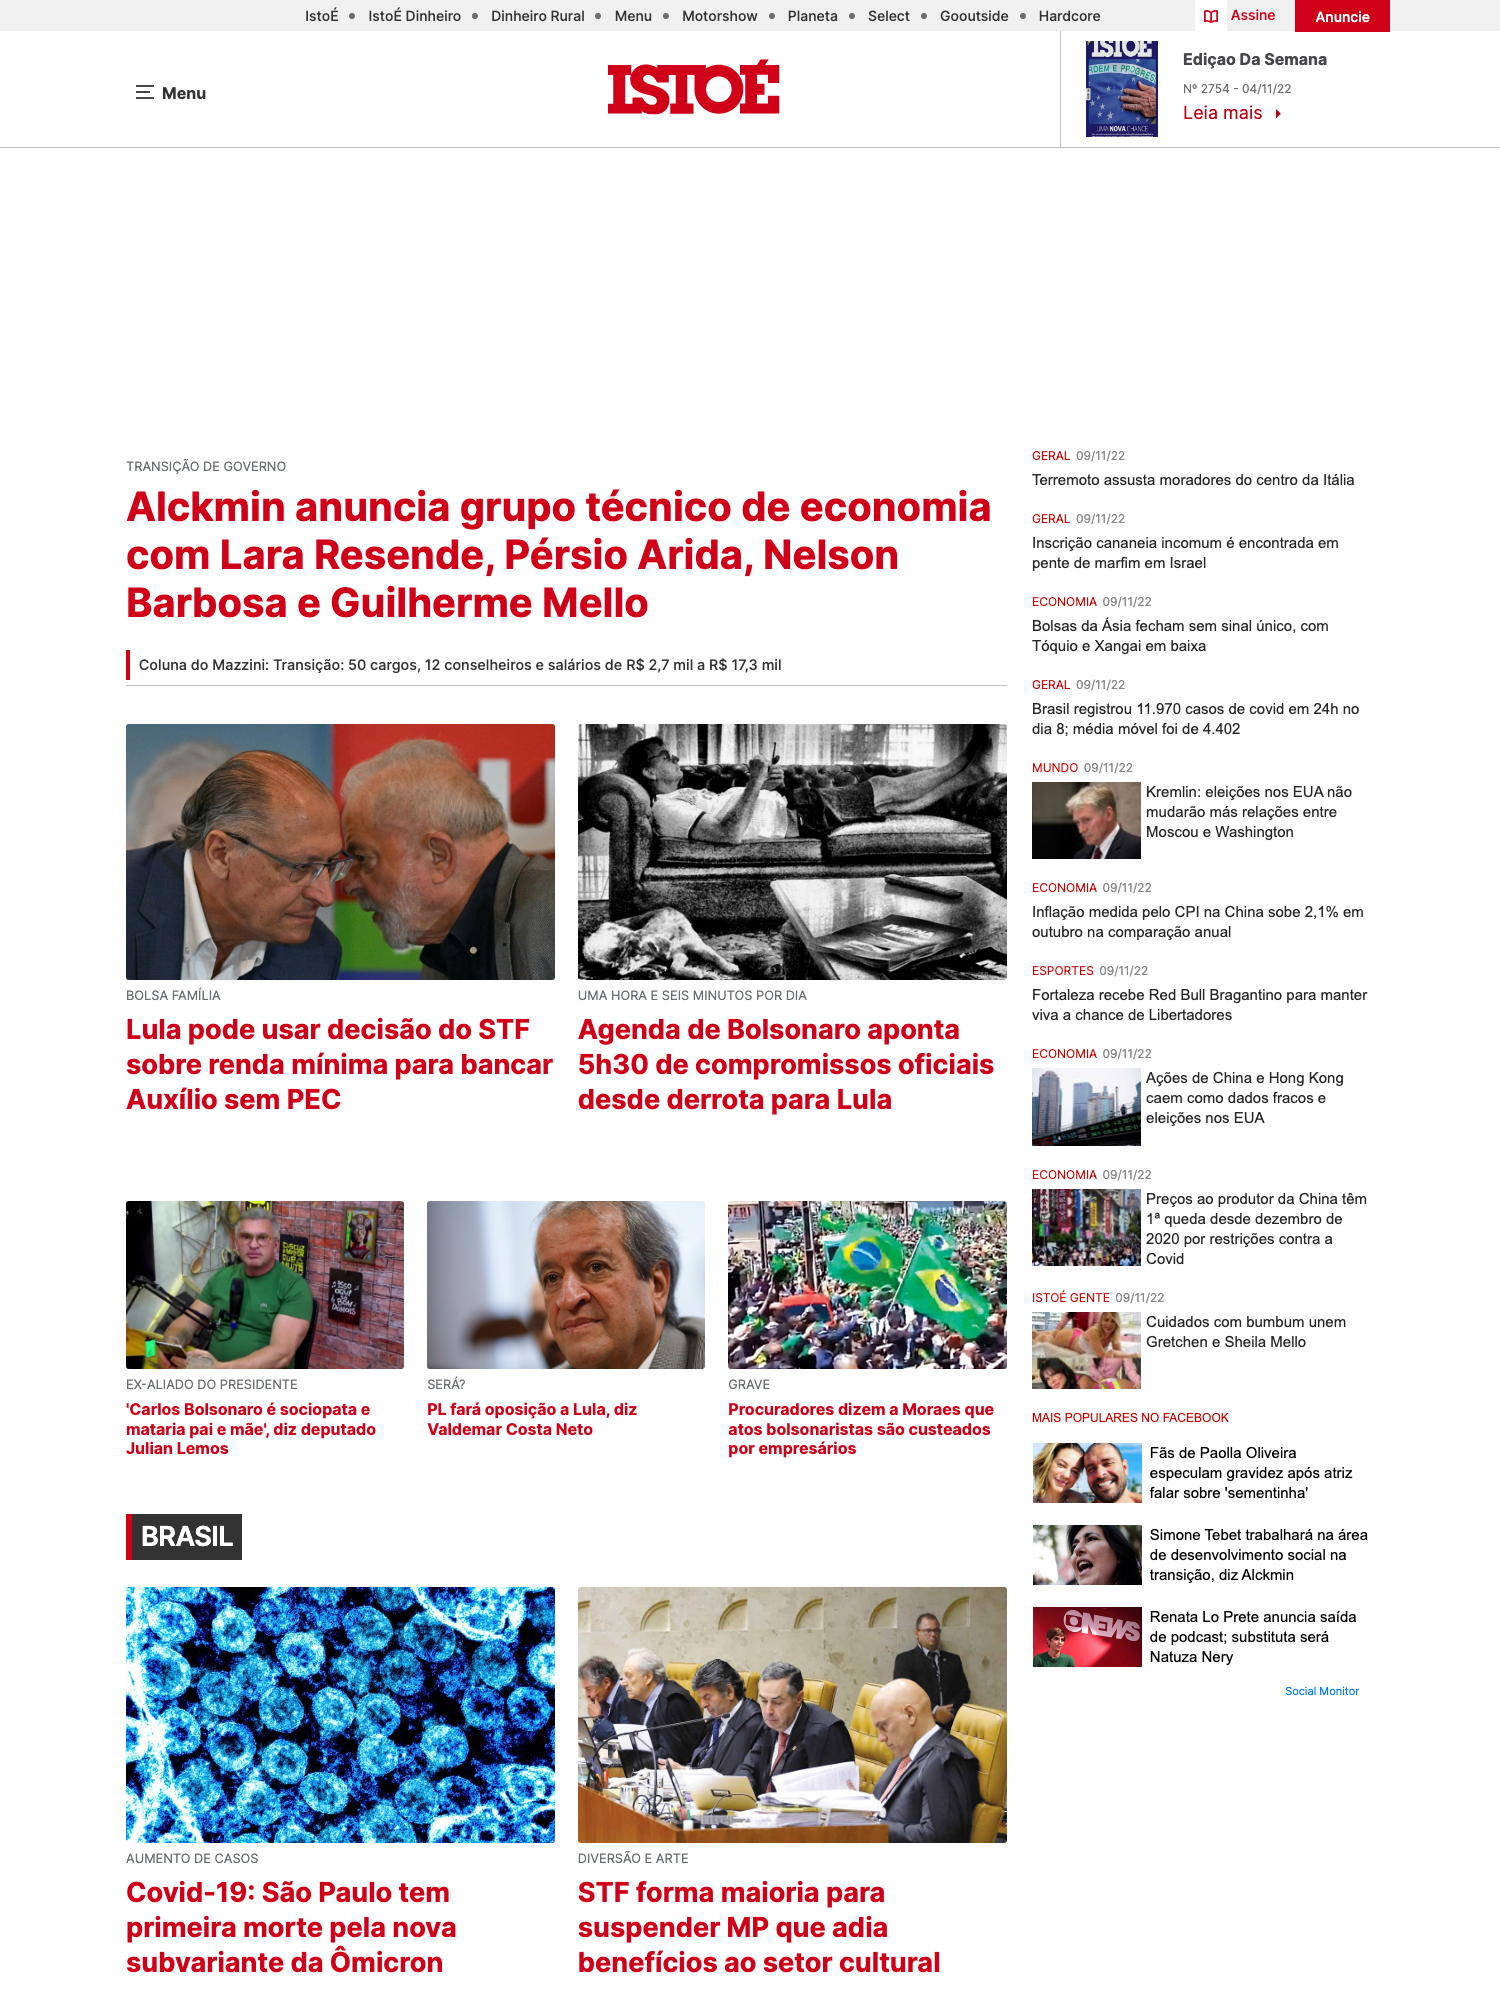 IstoÉ • IstoÉ Dinheiro • Dinheiro Rural • Menu • Motorshow • Planeta • Select • Gooutside • Hardcore
Assine
Anuncie
Menu
ISTOÉ
ISTOÉ
UMA NOVA CHANCE
Ediçao Da Semana
Nº 2754 - 04/11/22
Leia mais
TRANSIÇÃO DE GOVERNO
Alckmin anuncia grupo técnico de economia
com Lara Resende, Pérsio Arida, Nelson
Barbosa e Guilherme Mello
Coluna do Mazzini: Transição: 50 cargos, 12 conselheiros e salários de R$ 2,7 mil a R$ 17,3 mil
BOLSA FAMÍLIA
Lula pode usar decisão do STF
sobre renda mínima para bancar
Auxílio sem PEC
UMA HORA E SEIS MINUTOS POR DIA
Agenda de Bolsonaro aponta
5h30 de compromissos oficiais
desde derrota para Lula
EX-ALIADO DO PRESIDENTE
'Carlos Bolsonaro é sociopata e
mataria pai e mãe', diz deputado
Julian Lemos
SERÁ?
PL fará oposição a Lula, diz
Valdemar Costa Neto
GRAVE
Procuradores dizem a Moraes que
atos bolsonaristas são custeados
por empresários
BRASIL
AUMENTO DE CASOS
Covid-19: São Paulo tem
primeira morte pela nova
subvariante da Ômicron
DIVERSÃO E ARTE
STF forma maioria para
suspender MP que adia
benefícios ao setor cultural
GERAL 09/11/22
Terremoto assusta moradores do centro da Itália
GERAL 09/11/22
Inscrição cananeia incomum é encontrada em
pente de marfim em Israel
ECONOMIA 09/11/22
Bolsas da Ásia fecham sem sinal único, com
Tóquio e Xangai em baixa
GERAL 09/11/22
Brasil registrou 11.970 casos de covid em 24h no
dia 8; média móvel foi de 4.402
MUNDO 09/11/22
Kremlin: eleições nos EUA não
mudarão más relações entre
Moscou e Washington
ECONOMIA 09/11/22
Inflação medida pelo CPI na China sobe 2,1% em
outubro na comparação anual
ESPORTES 09/11/22
Fortaleza recebe Red Bull Bragantino para manter
viva a chance de Libertadores
ECONOMIA 09/11/22
Ações de China e Hong Kong
caem como dados fracos e
eleições nos EUA
ECONOMIA 09/11/22
Preços ao produtor da China têm
1ª queda desde dezembro de
2020 por restrições contra a
Covid
ISTOÉ GENTE 09/11/22
Cuidados com bumbum unem
Gretchen e Sheila Mello
MAIS POPULARES NO FACEBOOK
Fãs de Paolla Oliveira
especulam gravidez após atriz
falar sobre 'sementinha'
Simone Tebet trabalhará na área
de desenvolvimento social na
transição, diz Alckmin
NEWS
Renata Lo Prete anuncia saída
de podcast; substituta será
Natuza Nery
Social Monitor